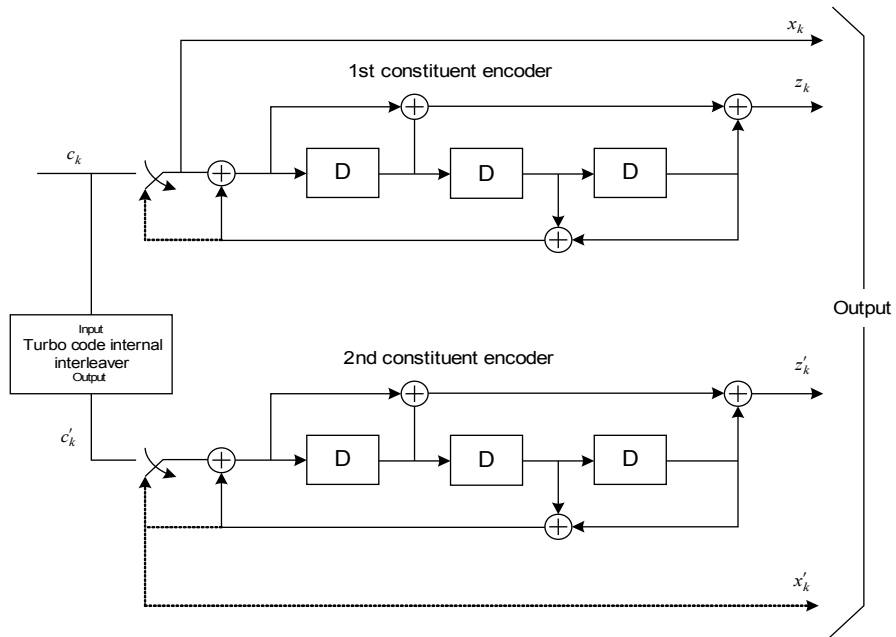 x_k
1st constituent encoder
z_k
c_k
D
D
D
Output
Input
Turbo code internal
interleaver
Output
2nd constituent encoder
z'_k
c'_k
D
D
D
x'_k